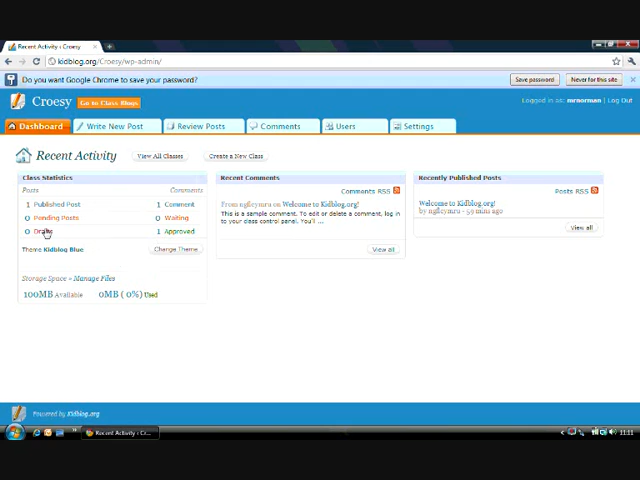 Recent Activity ‹ Croesy
kidblog.org/Croesy/wp-admin/
Do you want Google Chrome to save your password?
Save password
Never for this site
Croesy
Go to Class Blogs
Logged in as: mrnorman | Log Out
Dashboard
Write New Post
Review Posts
Comments
Users
Settings
Recent Activity
View All Classes
Create a New Class
Class Statistics
Posts
Comments
1 Published Post
1 Comment
0 Pending Posts
0 Waiting
0 Drafts
1 Approved
Theme Kidblog Blue
Change Theme
Storage Space » Manage Files
100MB Available
0MB ( 0%) Used
Recent Comments
Comments RSS
on Welcome to Kidblog.org!
This is a sample comment. To edit or delete a comment, log in
to your class control panel. You'll ...
View all
Recently Published Posts
Posts RSS
Welcome to Kidblog.org!
- 59 min ago
View all
Powered by Kidblog.org
Recent Activity ‹ C...
11:11